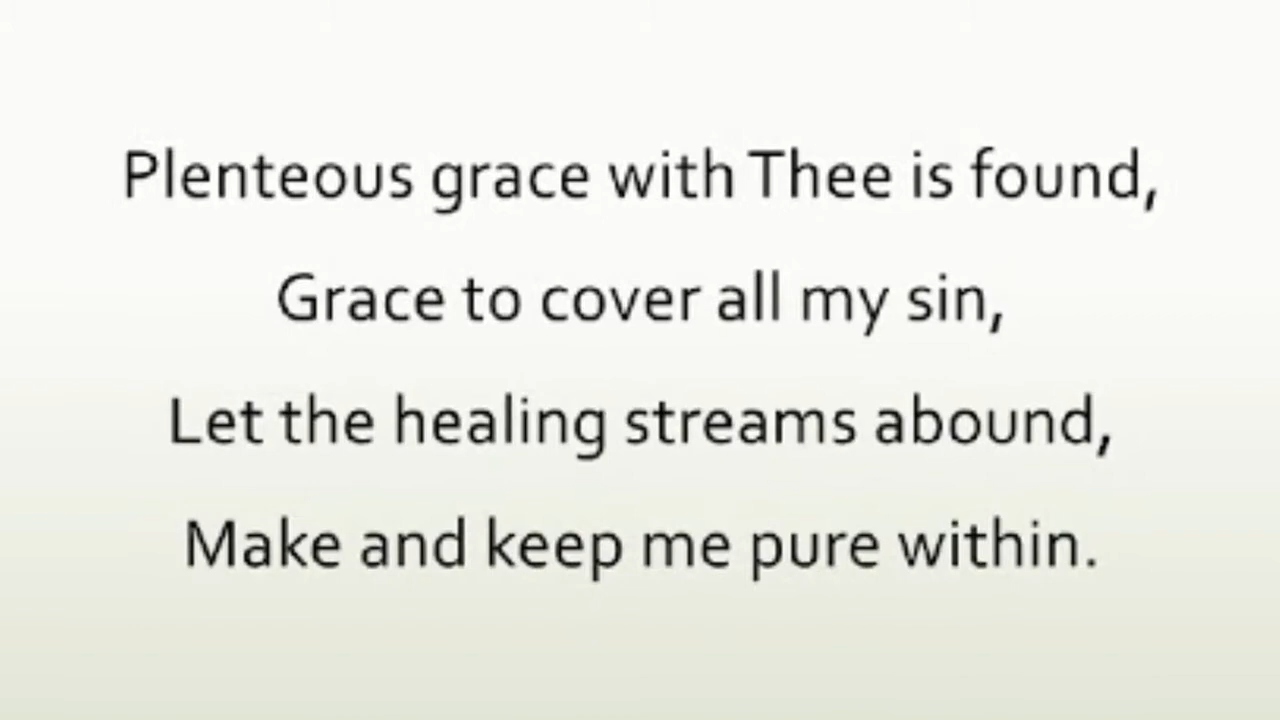 Plenteous grace with Thee is found,
Grace to cover all my sin,
Let the healing streams abound,
Make and keep me pure within.